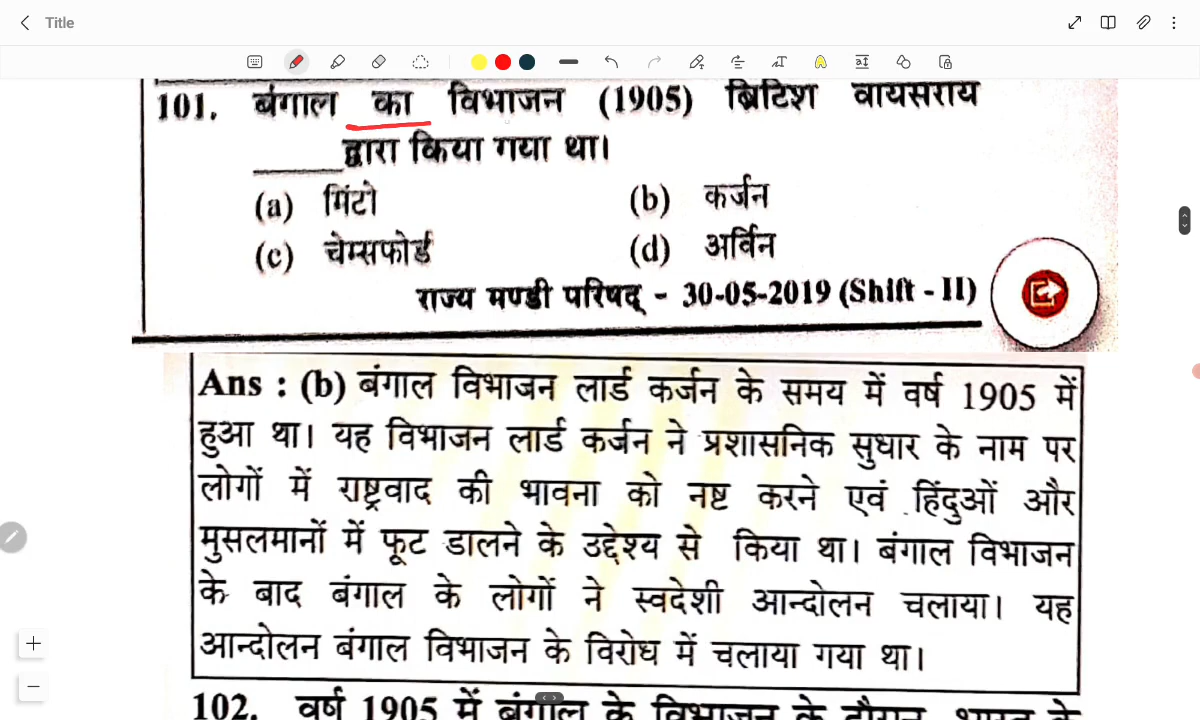 Title
101. बंगाल का विभाजन (1905) ब्रिटिश वायसराय
______द्वारा किया गया था।
(a) मिंटो (b) कर्जन
(c) चेम्सफोर्ड (d) अर्विन
राज्य मण्डी परिषद् - 30-05-2019 (Shift - II)
Ans : (b) बंगाल विभाजन लार्ड कर्जन के समय में वर्ष 1905 में
हुआ था। यह विभाजन लार्ड कर्जन ने प्रशासनिक सुधार के नाम पर
लोगों में राष्ट्रवाद की भावना को नष्ट करने एवं हिंदुओं और
मुसलमानों में फूट डालने के उद्देश्य से किया था। बंगाल विभाजन
के बाद बंगाल के लोगों ने स्वदेशी आन्दोलन चलाया। यह
आन्दोलन बंगाल विभाजन के विरोध में चलाया गया था।
102. वर्ष 1905 में बंगाल के विभाजन के दौरान भारत के